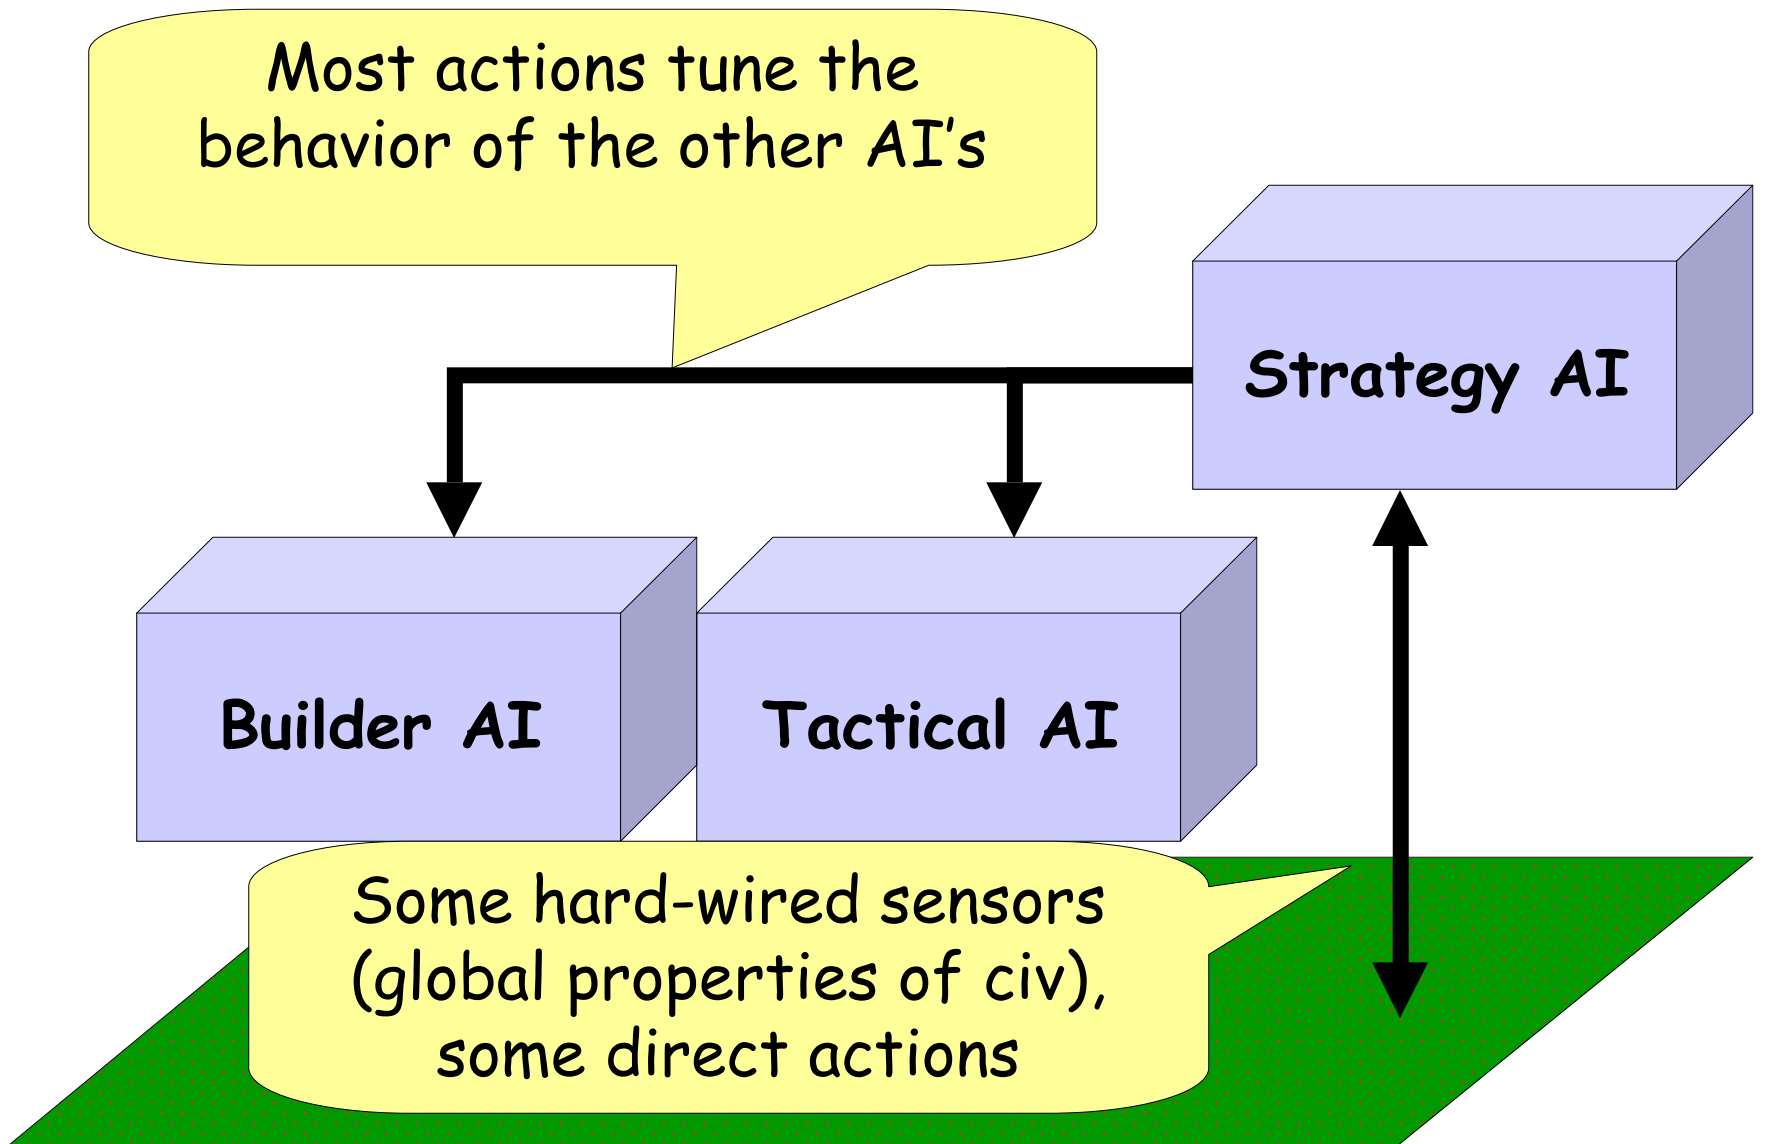 Most actions tune the
behavior of the other AI’s
Strategy AI
Builder AI
Tactical AI
Some hard-wired sensors
(global properties of civ),
some direct actions